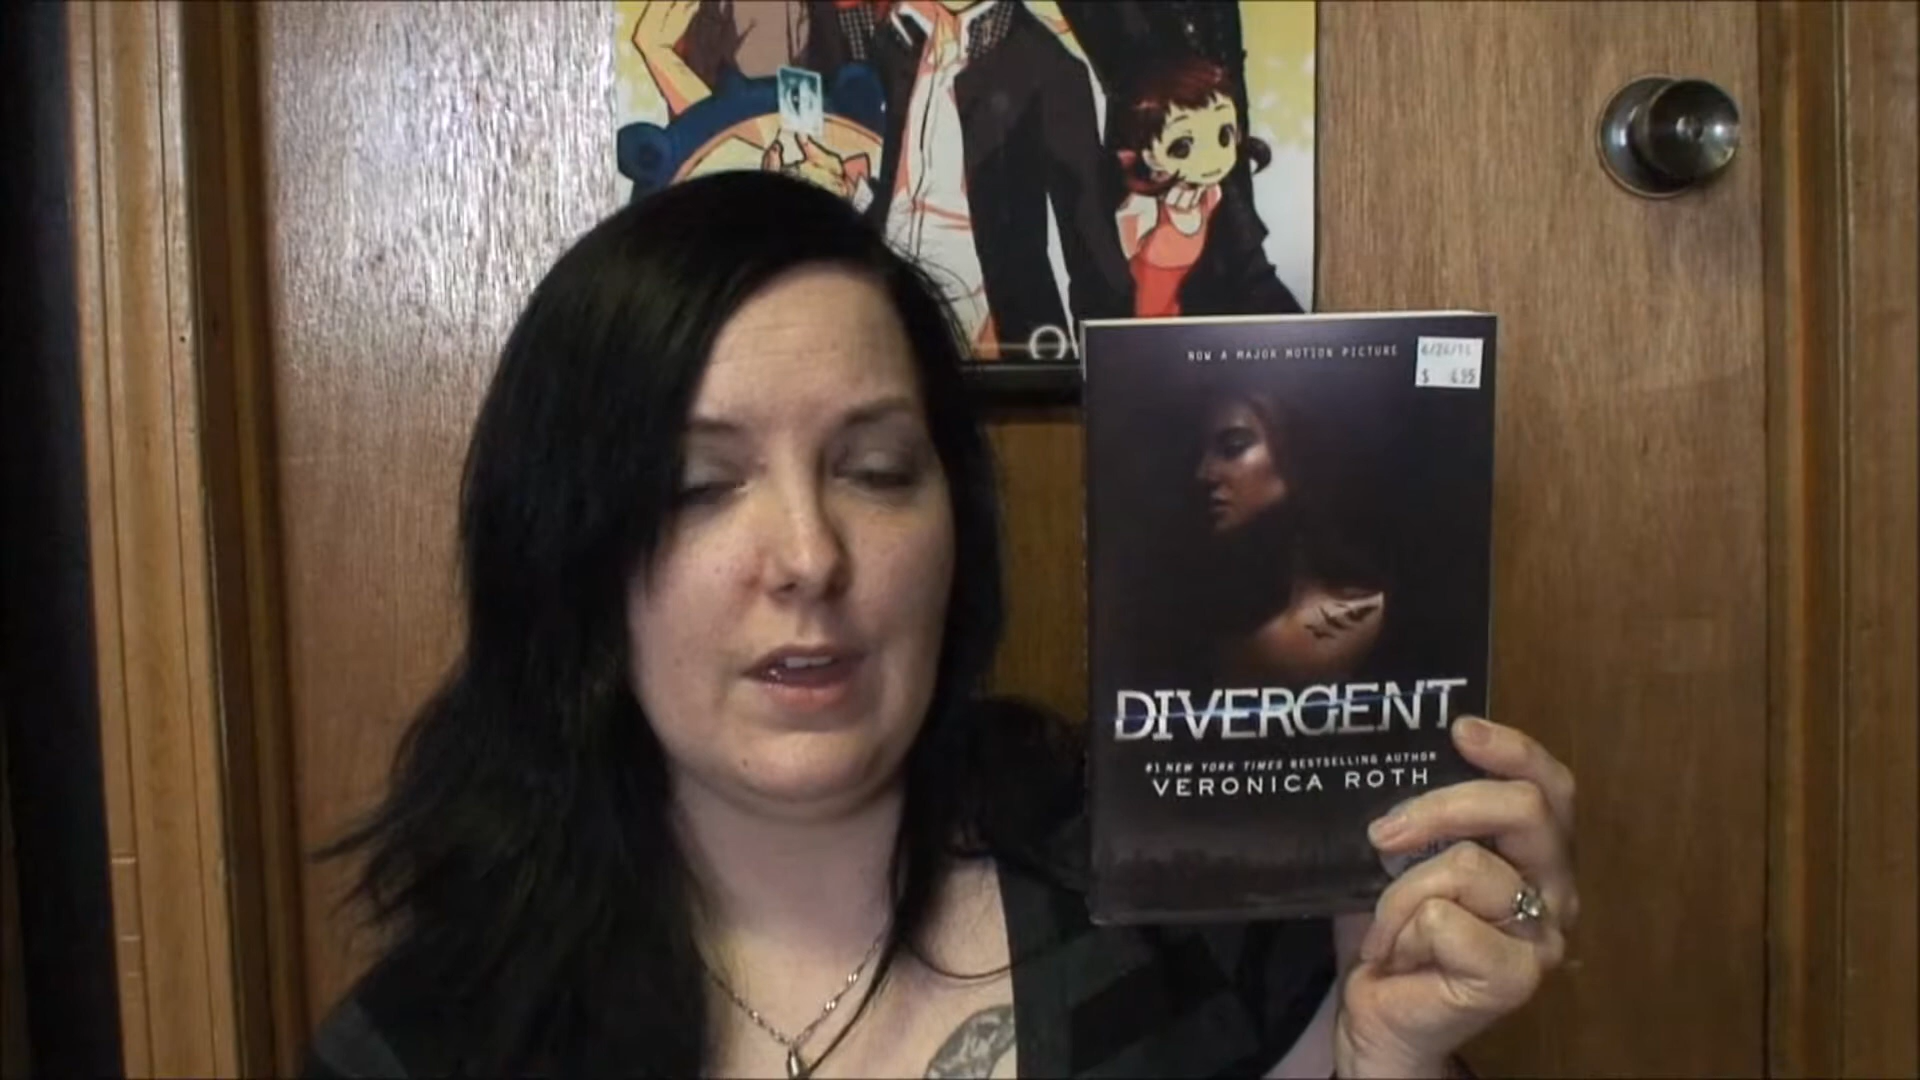 NOW A MAJOR MOTION PICTURE
DIVERGENT
#1 NEW YORK TIMES BESTSELLING AUTHOR
VERONICA ROTH